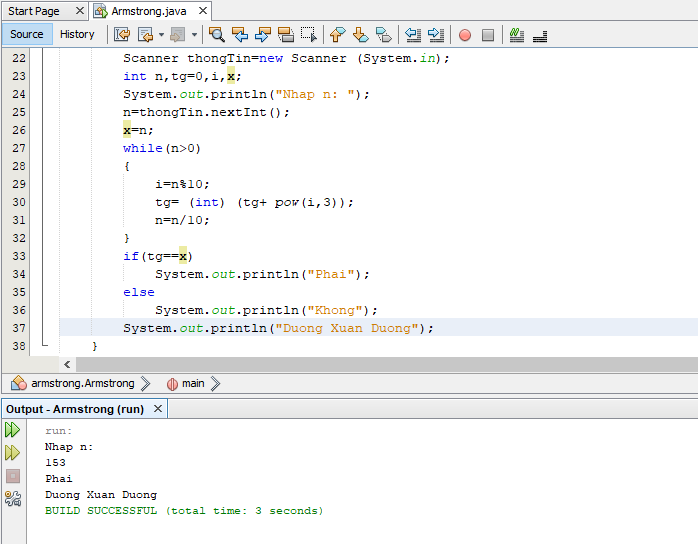 Start Page
Armstrong.java
Source History
22 Scanner thongTin=new Scanner (System.in);
23 int n,tg=0,i,x;
24 System.out.println("Nhap n: ");
25 n=thongTin.nextInt();
26 x=n;
27 while(n>0)
28 {
29 i=n%10;
30 tg= (int) (tg+ pow(i,3));
31 n=n/10;
32 }
33 if(tg==x)
34 System.out.println("Phai");
35 else
36 System.out.println("Khong");
37 System.out.println("Duong Xuan Duong");
38 }
armstrong.Armstrong main
Output - Armstrong (run)
run:
Nhap n:
153
Phai
Duong Xuan Duong
BUILD SUCCESSFUL (total time: 3 seconds)